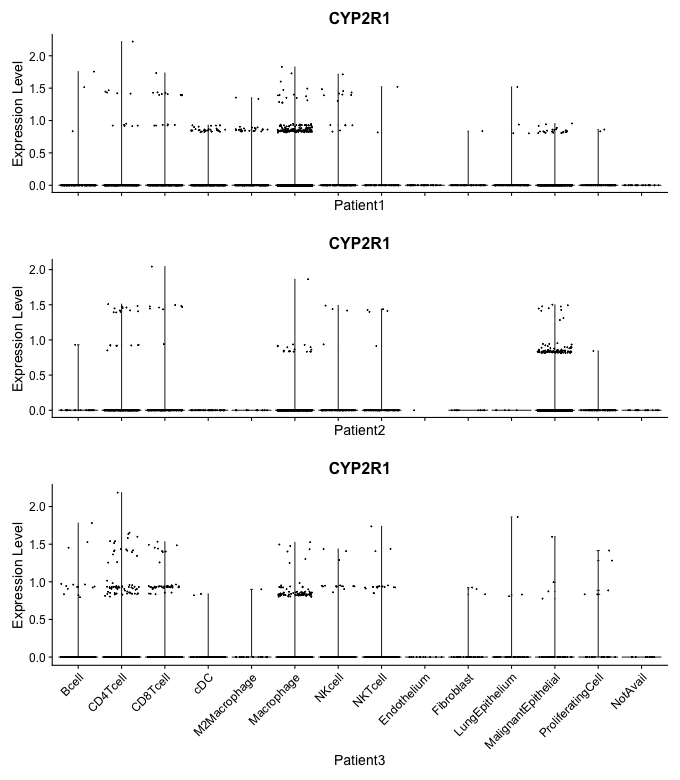 CYP2R1
Expression Level
2.0
1.5
1.0
0.5
0.0
Patient1
CYP2R1
Expression Level
2.0
1.5
1.0
0.5
0.0
Patient2
CYP2R1
Expression Level
2.0
1.5
1.0
0.5
0.0
Bcell
CD4Tcell
CD8Tcell
cDC
M2Macrophage
Macrophage
NKcell
NKTcell
Endothelium
Fibroblast
LungEpithelium
MalignantEpithelial
ProliferatingCell
NotAvail
Patient3